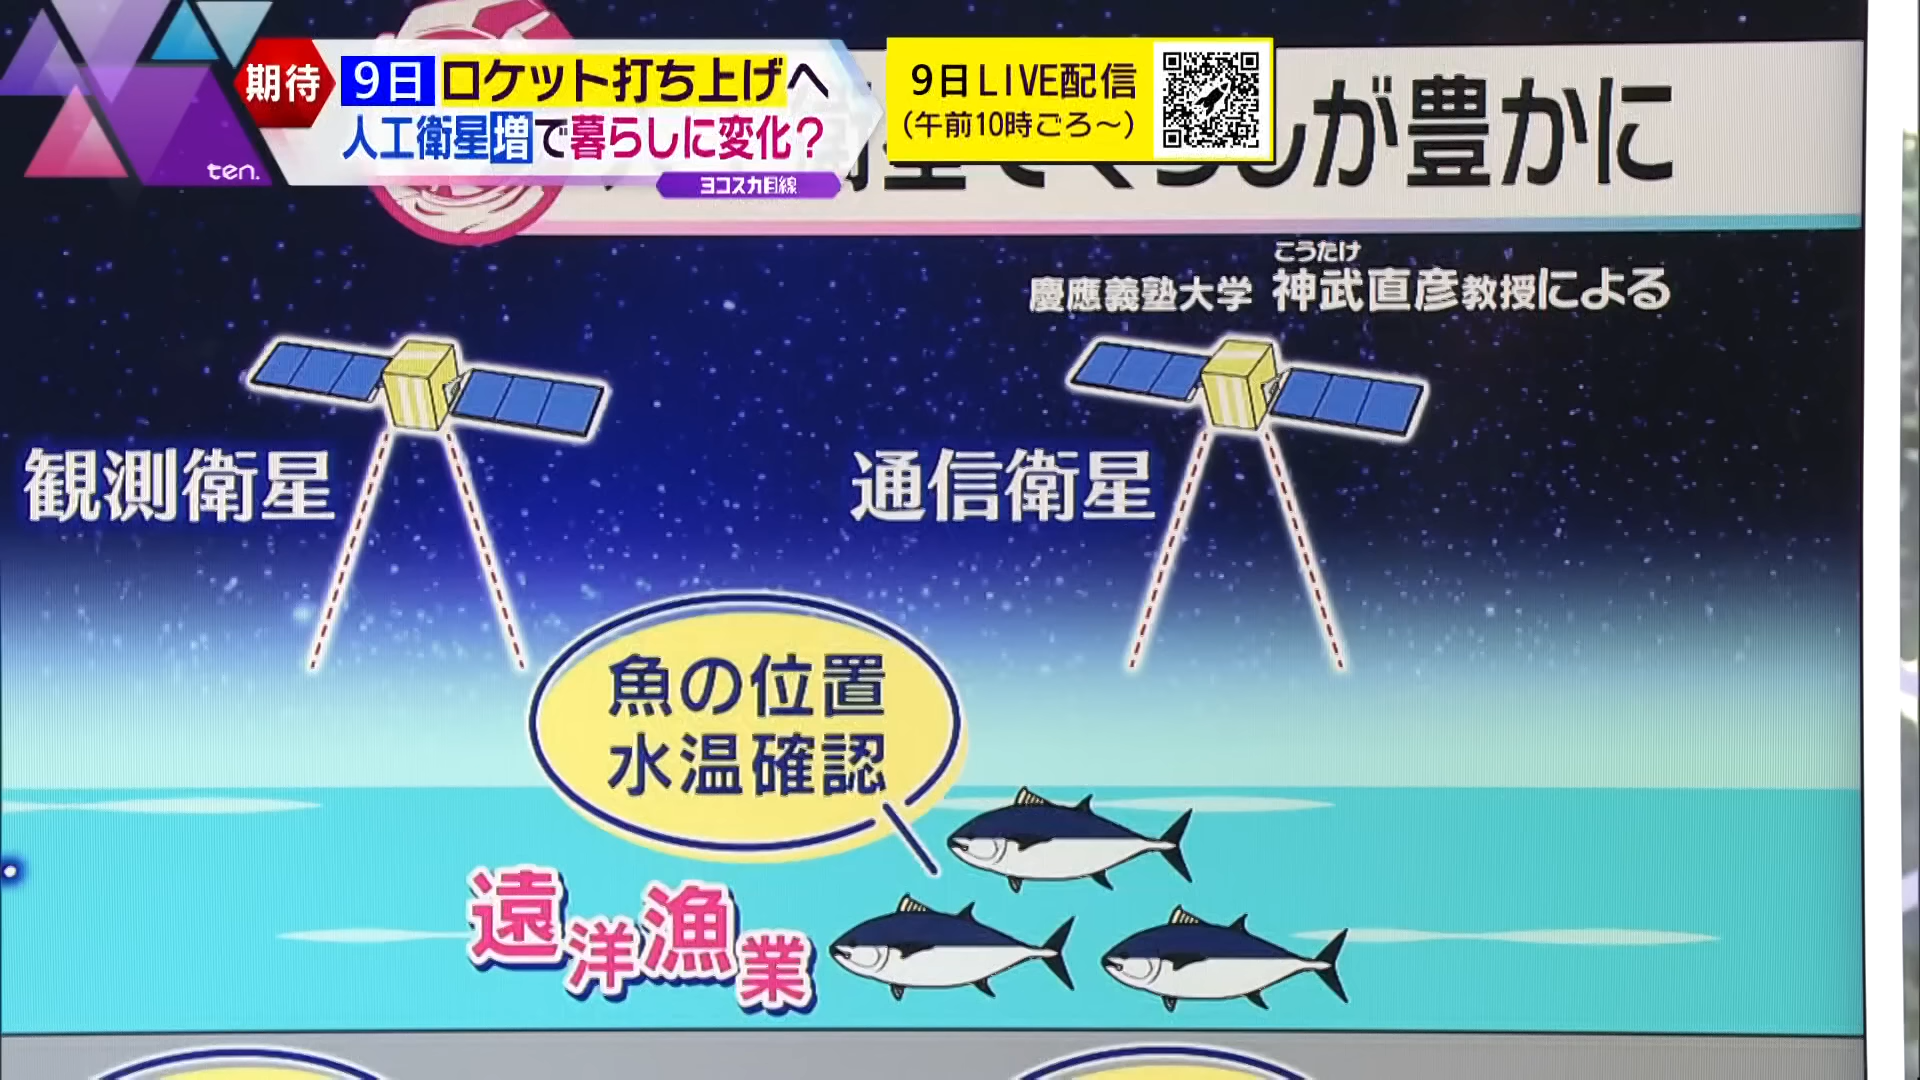 期待
9日 ロケット打ち上げへ
人工衛星増で暮らしに変化?
ヨコスカ目線
ten.
9日LIVE配信
(午前10時ごろ~)
らしが豊かに
こうたけ
慶應義塾大学 神武直彦教授による
観測衛星
通信衛星
魚の位置
水温確認
遠洋漁業